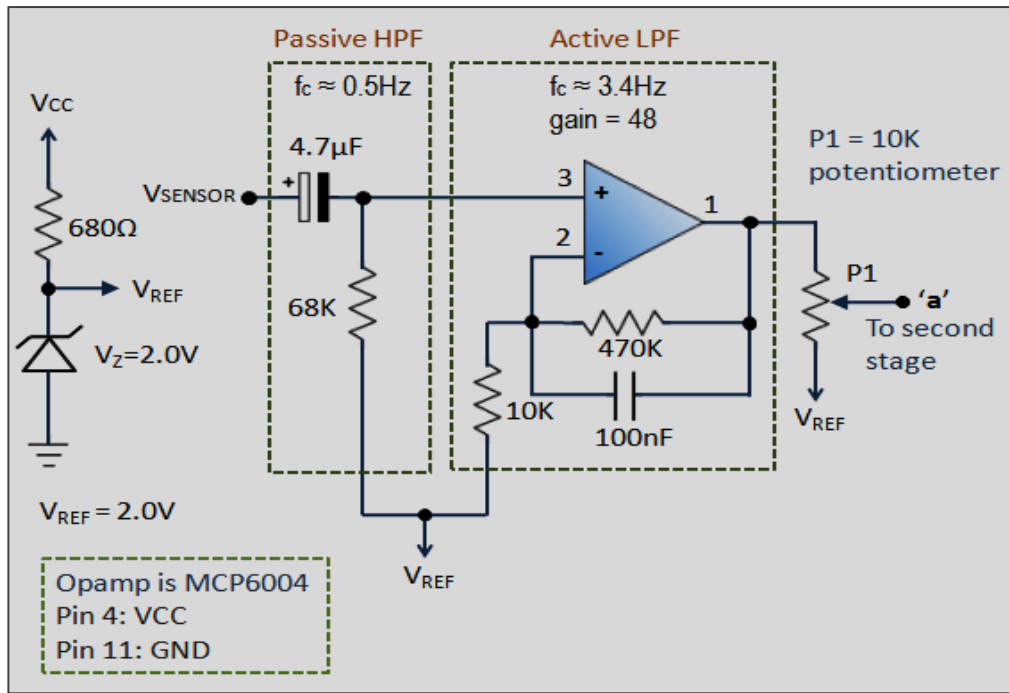 Passive HPF
Active LPF
fc ≈ 0.5Hz
fc ≈ 3.4Hz
gain = 48
VCC
4.7µF
P1 = 10K
potentiometer
+
3
+
VSENSOR
1
680Ω
2
-
VREF
68K
P1
'a'
To second
stage
VZ=2.0V
470K
10K
100nF
VREF
VREF = 2.0V
VREF
Opamp is MCP6004
Pin 4: VCC
Pin 11: GND